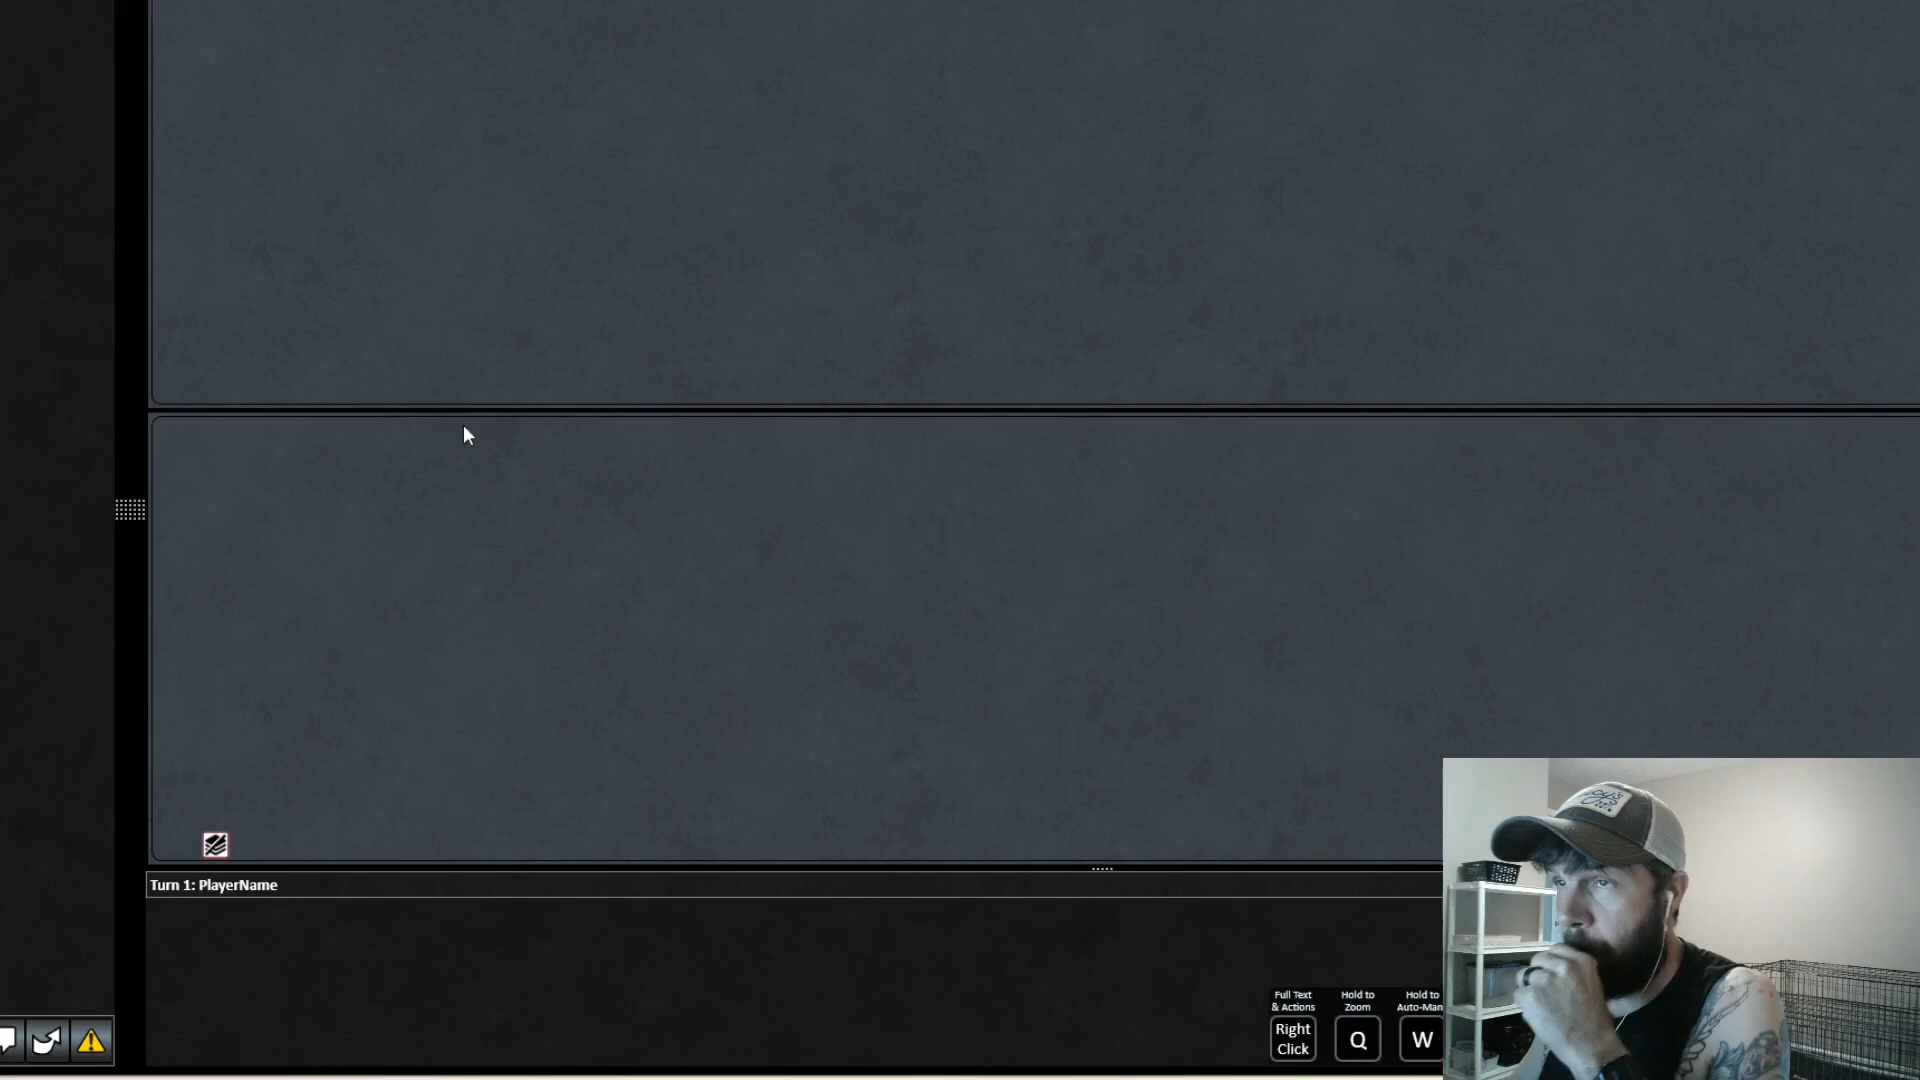 Turn 1: PlayerName
Full Text
& Actions
Right
Click
Hold to
Zoom
Q
Hold to
Auto-Man
W